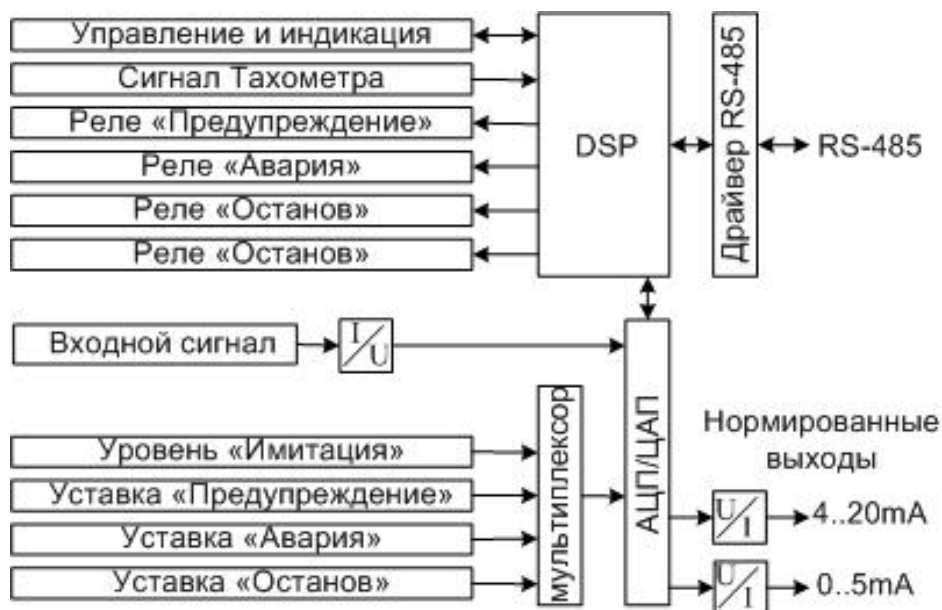 Управление и индикация
Сигнал Тахометра
Реле «Предупреждение»
Реле «Авария»
Реле «Останов»
Реле «Останов»
DSP
Драйвер RS-485
RS-485
Входной сигнал
I/U
Уровень «Имитация»
Уставка «Предупреждение»
Уставка «Авария»
Уставка «Останов»
мультиплексор
АЦП/ЦАП
Нормированные
выходы
U/I
4..20mA
U/I
0..5mA